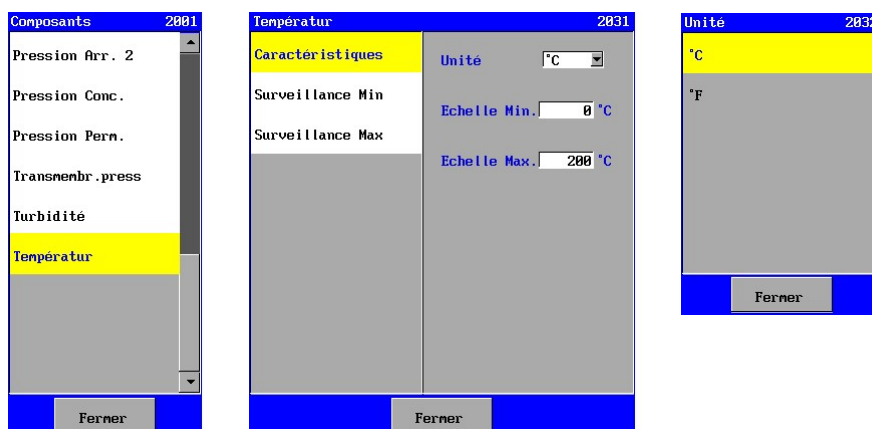 Composants 2001
Pression Arr. 2
Pression Conc.
Pression Perm.
Transmembr.press
Turbidité
Températur
Fermer
Températur 2031
Caractéristiques
Surveillance Min
Surveillance Max
Unité °C
Echelle Min. 0 °C
Echelle Max. 200 °C
Fermer
Unité 2032
°C
°F
Fermer